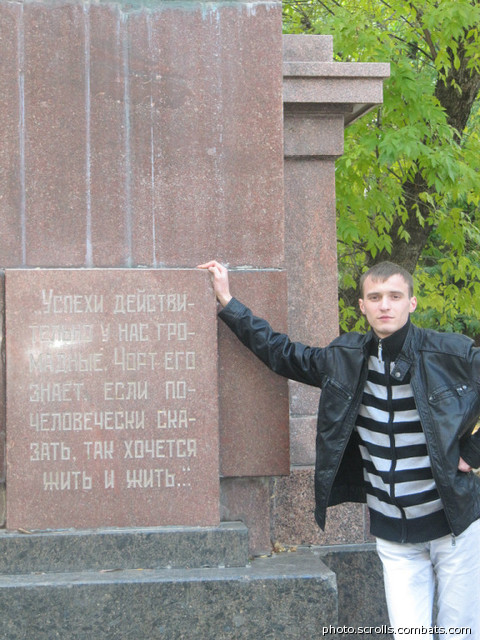 Успехи действи-
тельно у нас гро-
мадные. Чорт его
знает, если по-
человечески ска-
зать, так хочется
жить и жить...
photo.scrolls.combats.com